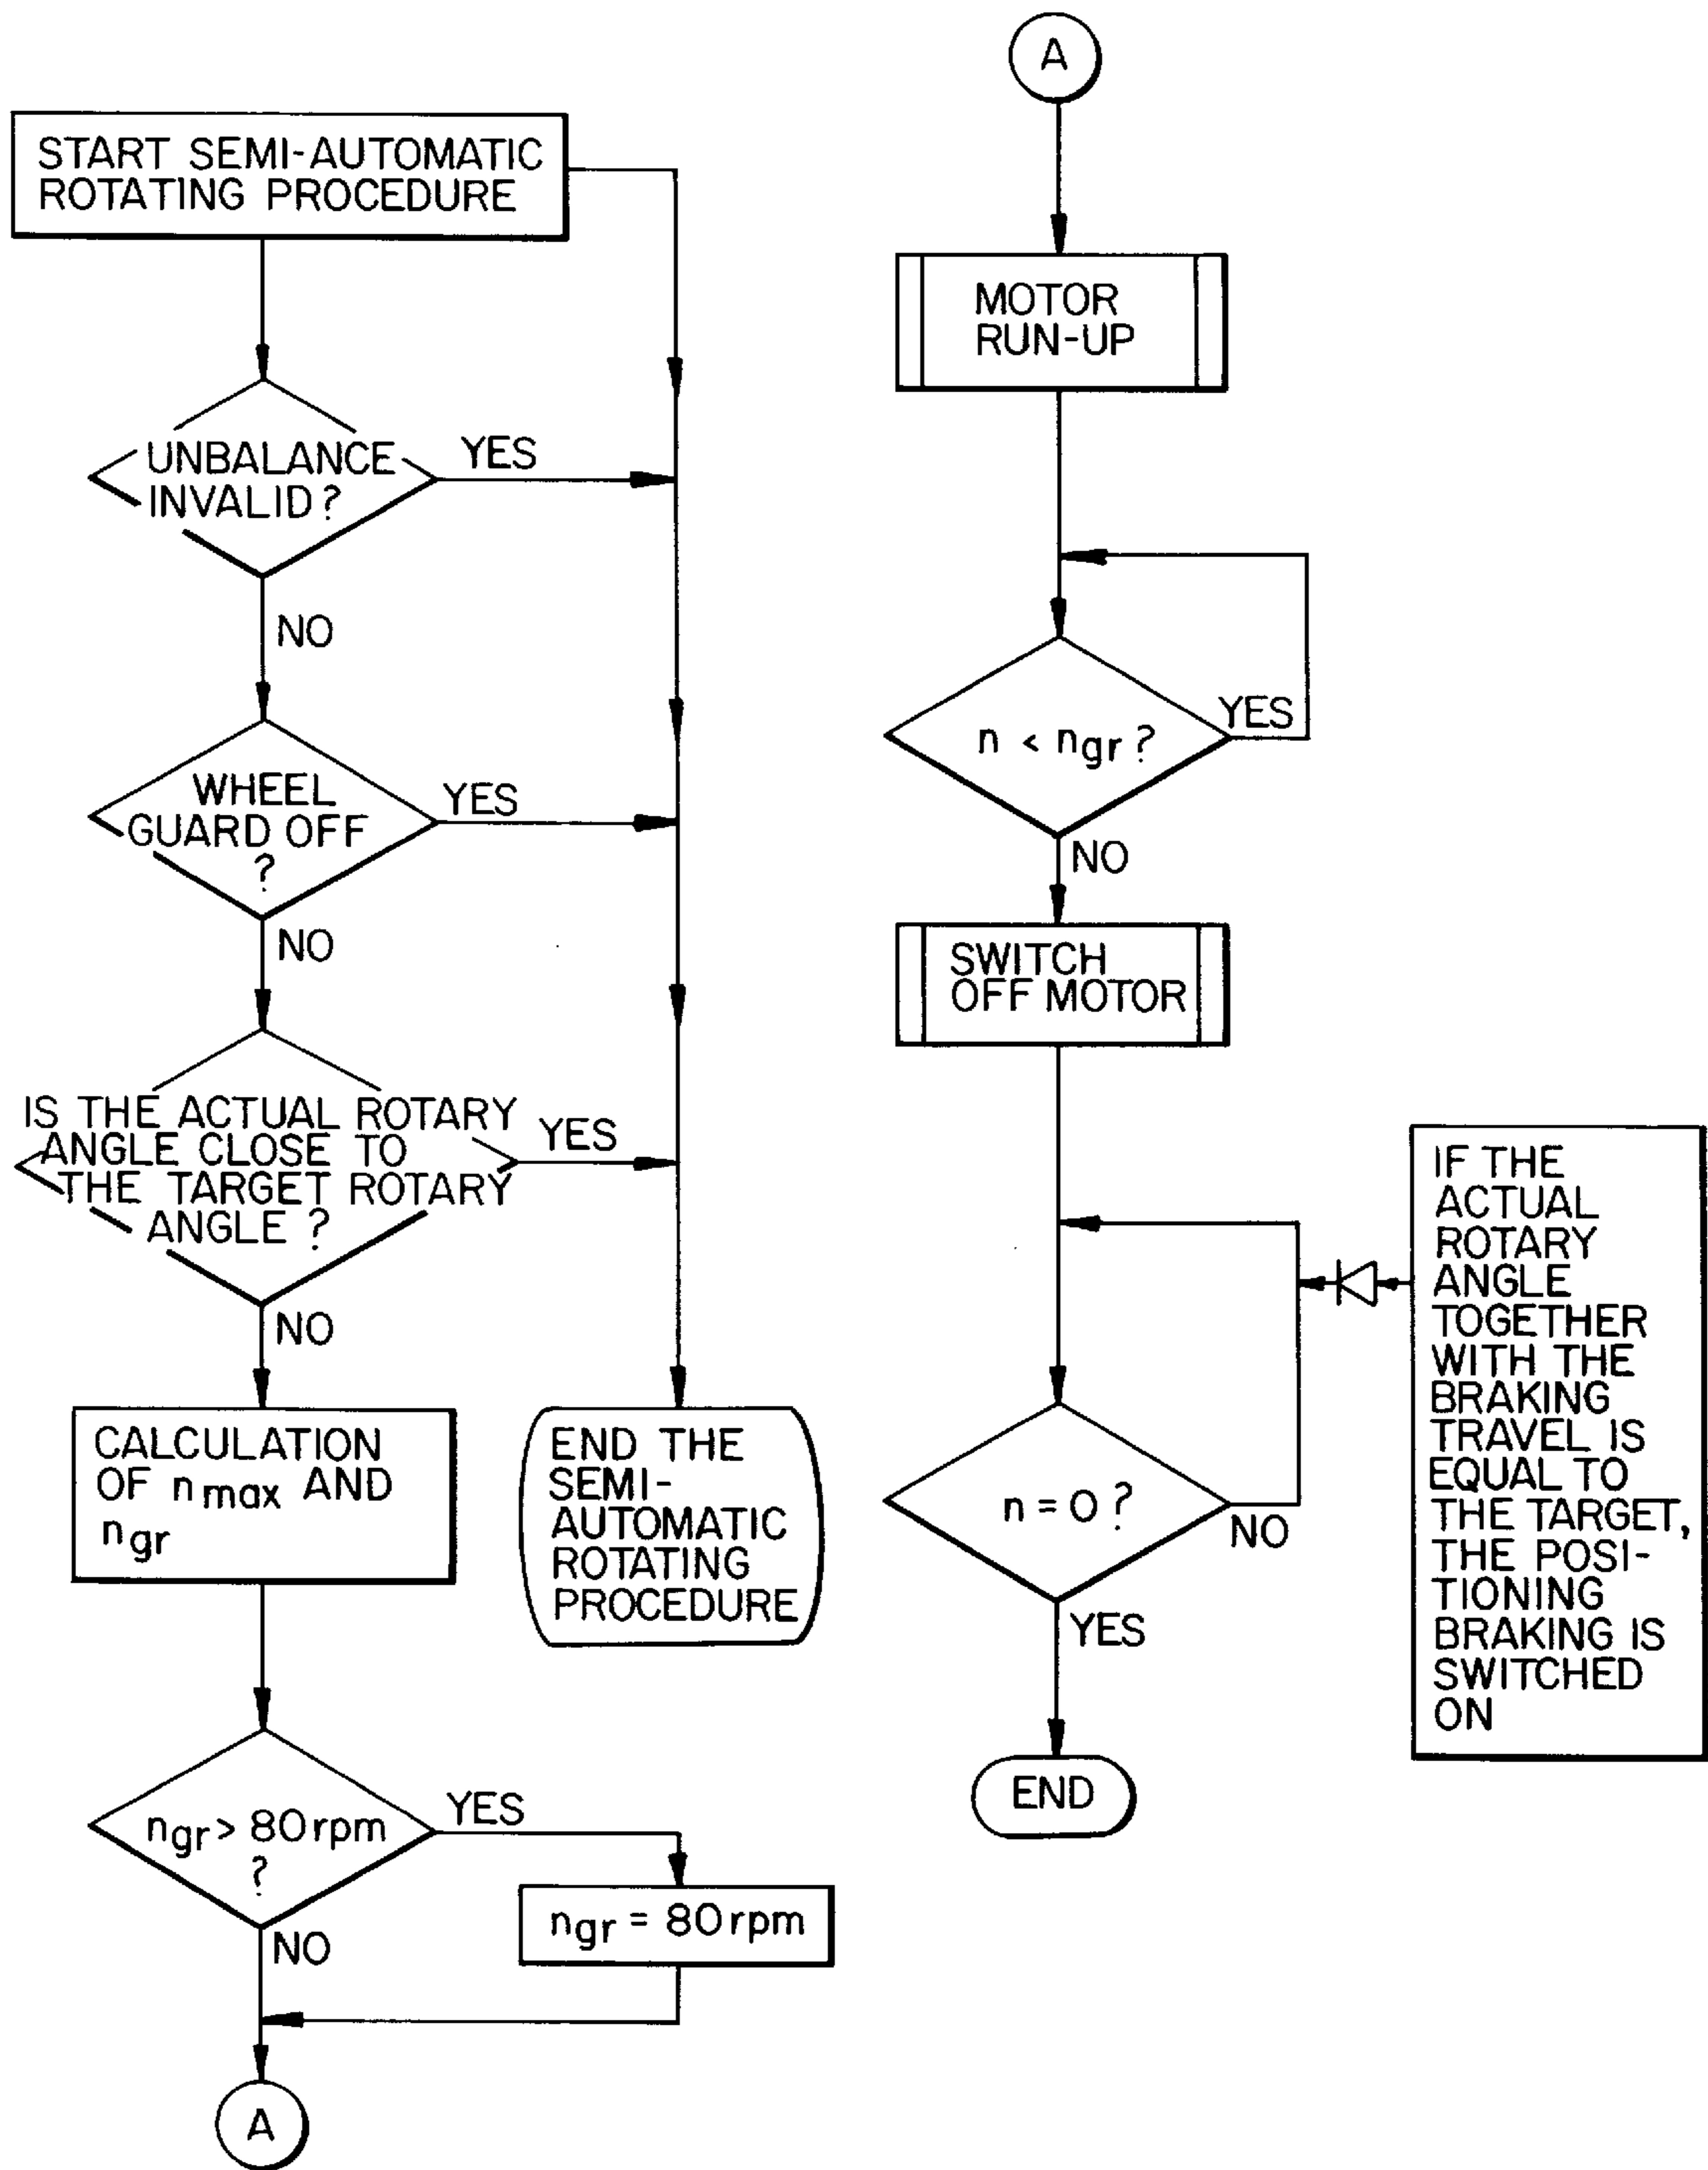 START SEMI-AUTOMATIC
ROTATING PROCEDURE
UNBALANCE
INVALID?
YES
NO
WHEEL
GUARD OFF
?
YES
NO
IS THE ACTUAL ROTARY
ANGLE CLOSE TO
THE TARGET ROTARY
ANGLE ?
YES
NO
CALCULATION
OF nmax AND
ngr
END THE
SEMI-
AUTOMATIC
ROTATING
PROCEDURE
ngr > 80 rpm
?
YES
NO
ngr = 80 rpm
A
A
MOTOR
RUN-UP
n < ngr ?
YES
NO
SWITCH
OFF MOTOR
n = 0 ?
NO
YES
END
IF THE
ACTUAL
ROTARY
ANGLE
TOGETHER
WITH THE
BRAKING
TRAVEL IS
EQUAL TO
THE TARGET,
THE POSI-
TIONING
BRAKING IS
SWITCHED
ON